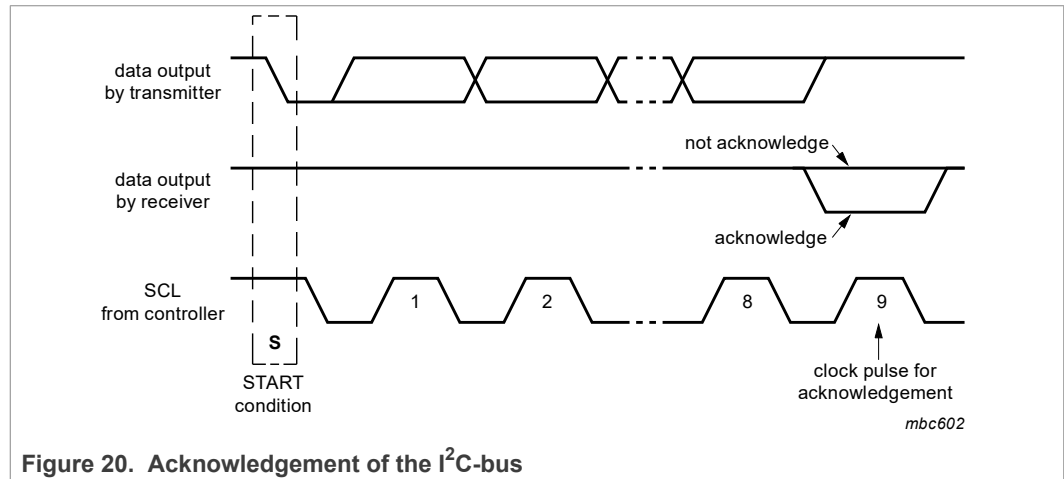 data output
by transmitter
not acknowledge
data output
by receiver
acknowledge
SCL
from controller
1
2
8
9
S
START
condition
clock pulse for
acknowledgement
mbc602
Figure 20. Acknowledgement of the I²C-bus